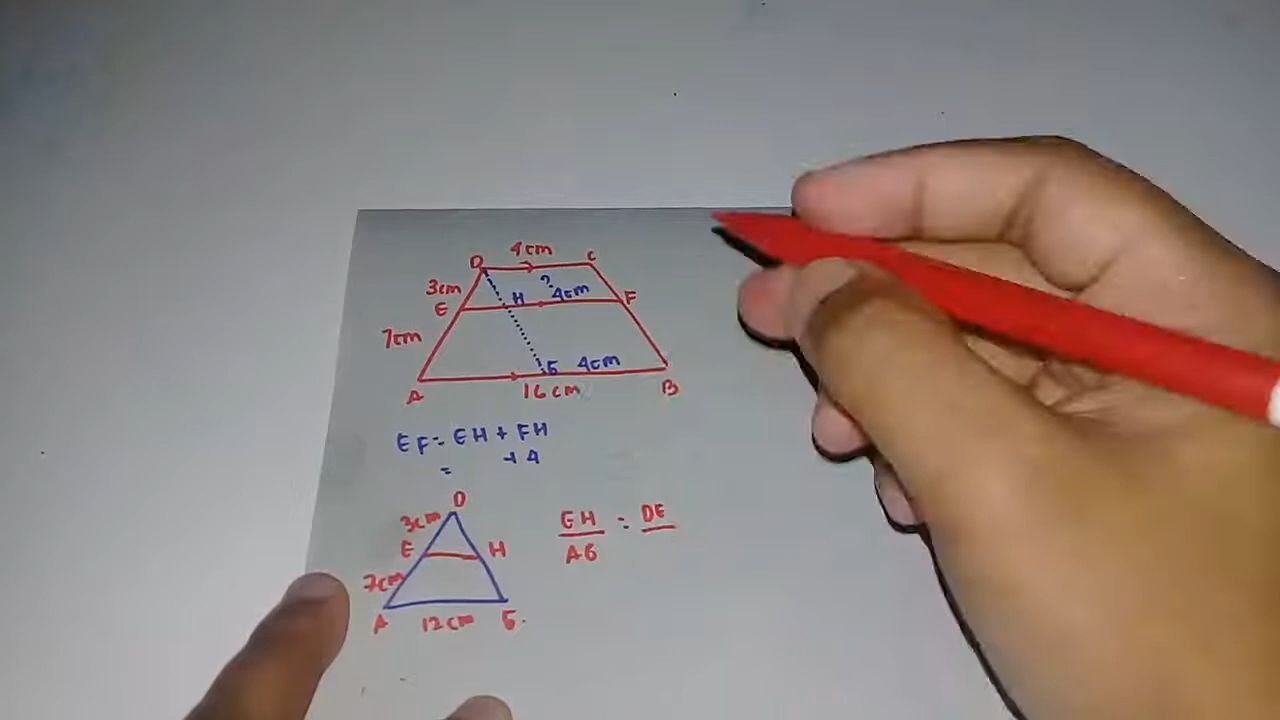 4cm
D C
3cm ?
E H 4cm F
7cm
G 4cm
A 16cm B
EF = EH + FH
= + 4
D
3cm
E H
7cm
A 12cm G
EH = DE
AG